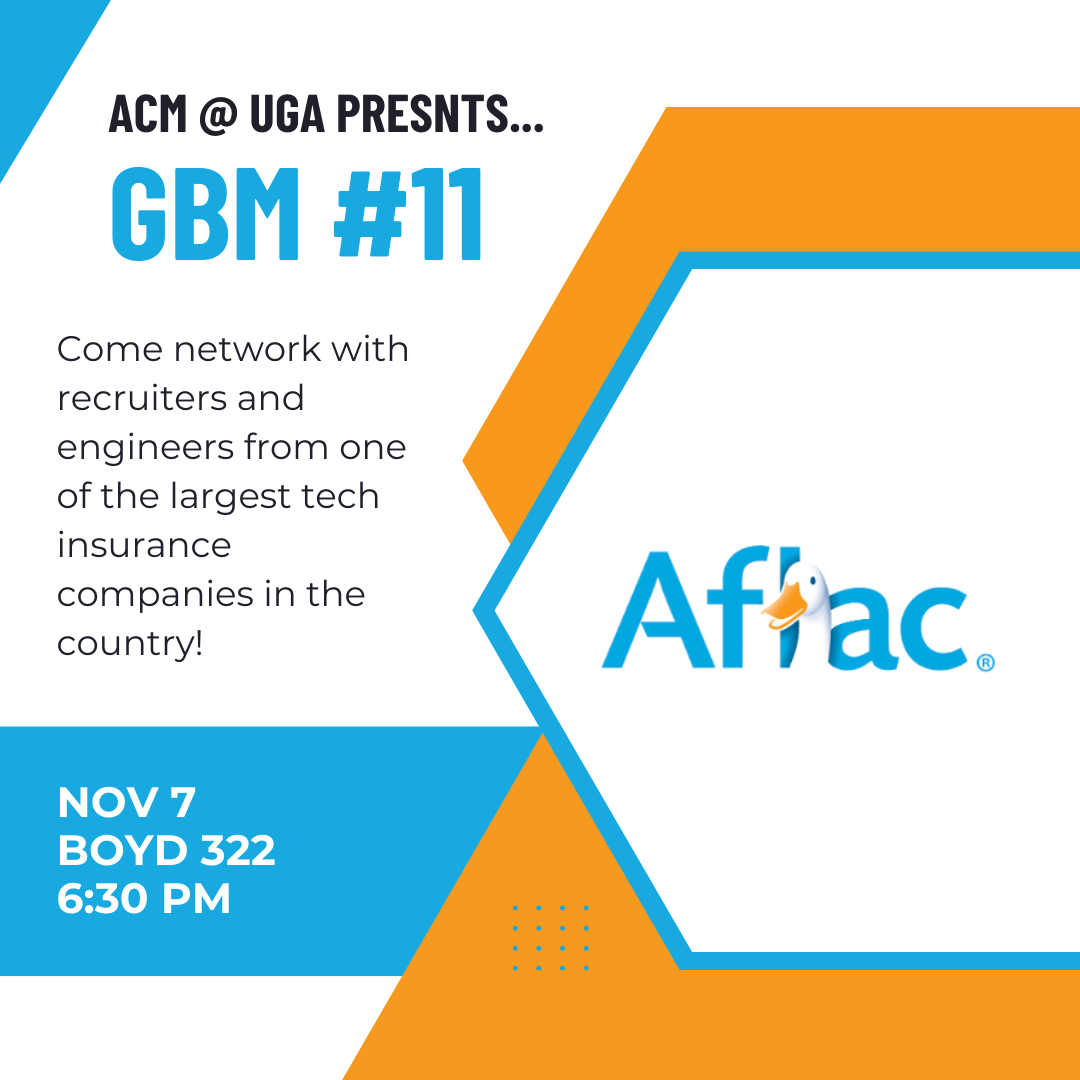 ACM @ UGA PRESNTS...
GBM #11
Come network with
recruiters and
engineers from one
of the largest tech
insurance
companies in the
country!
Aflac®
NOV 7
BOYD 322
6:30 PM